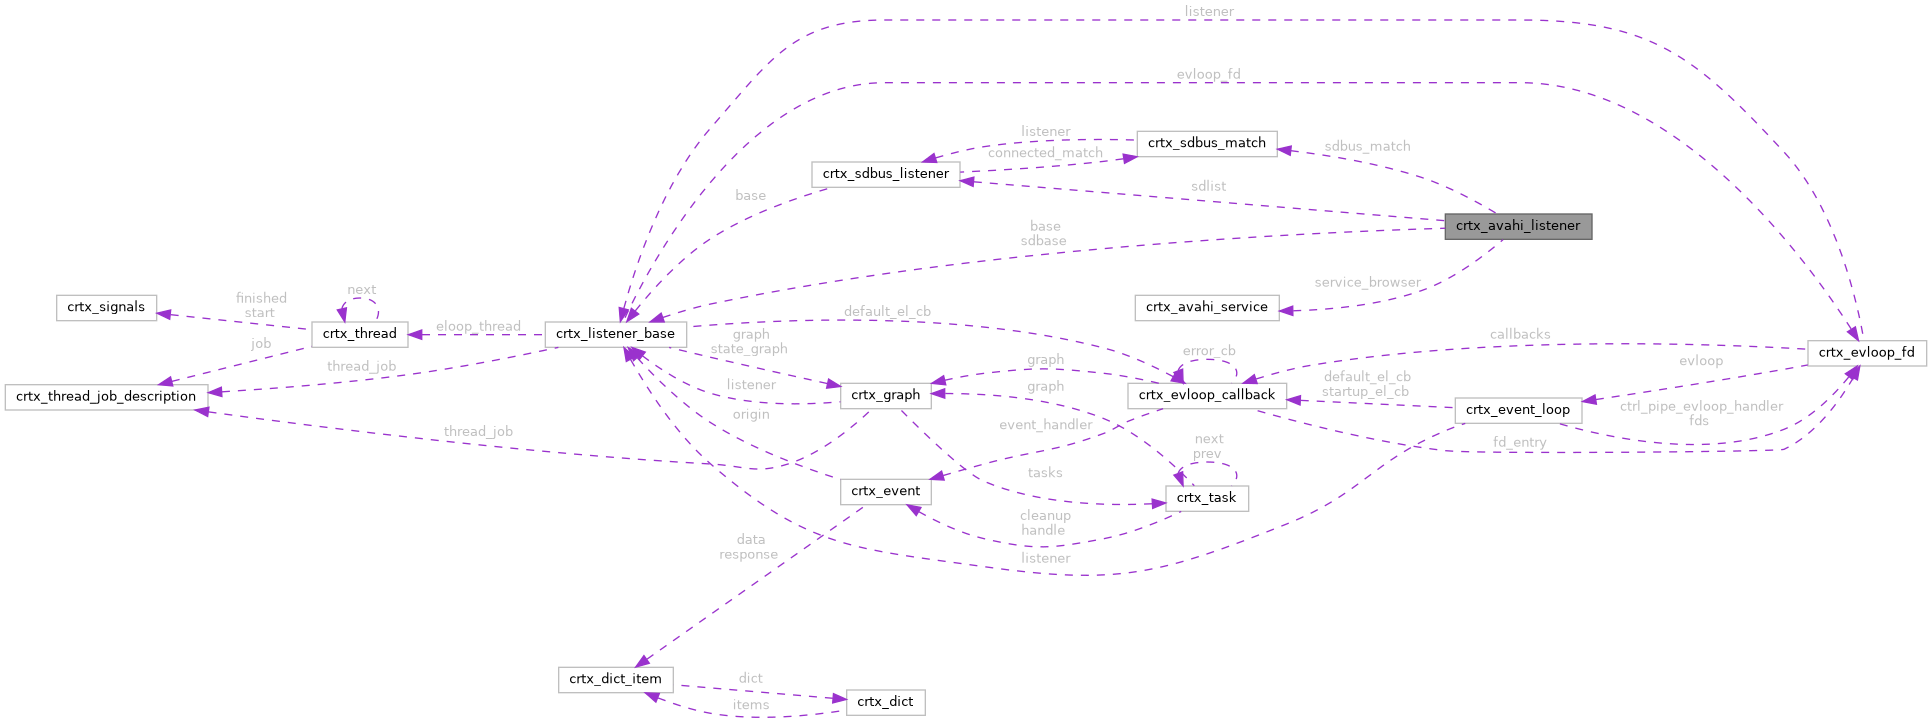 listener
evloop_fd
listener
crtx_sdbus_match
sdbus_match
connected_match
crtx_sdbus_listener
sdlist
base
crtx_avahi_listener
base
sdbase
service_browser
next
finished
start
crtx_signals
crtx_avahi_service
default_el_cb
eloop_thread
crtx_thread
crtx_listener_base
graph
state_graph
callbacks
job
error_cb
crtx_evloop_fd
graph
evloop
thread_job
default_el_cb
startup_el_cb
listener
graph
crtx_thread_job_description
crtx_graph
crtx_evloop_callback
crtx_event_loop
ctrl_pipe_evloop_handler
fds
origin
event_handler
thread_job
next
prev
fd_entry
tasks
crtx_event
crtx_task
cleanup
handle
data
response
listener
crtx_dict_item
dict
items
crtx_dict